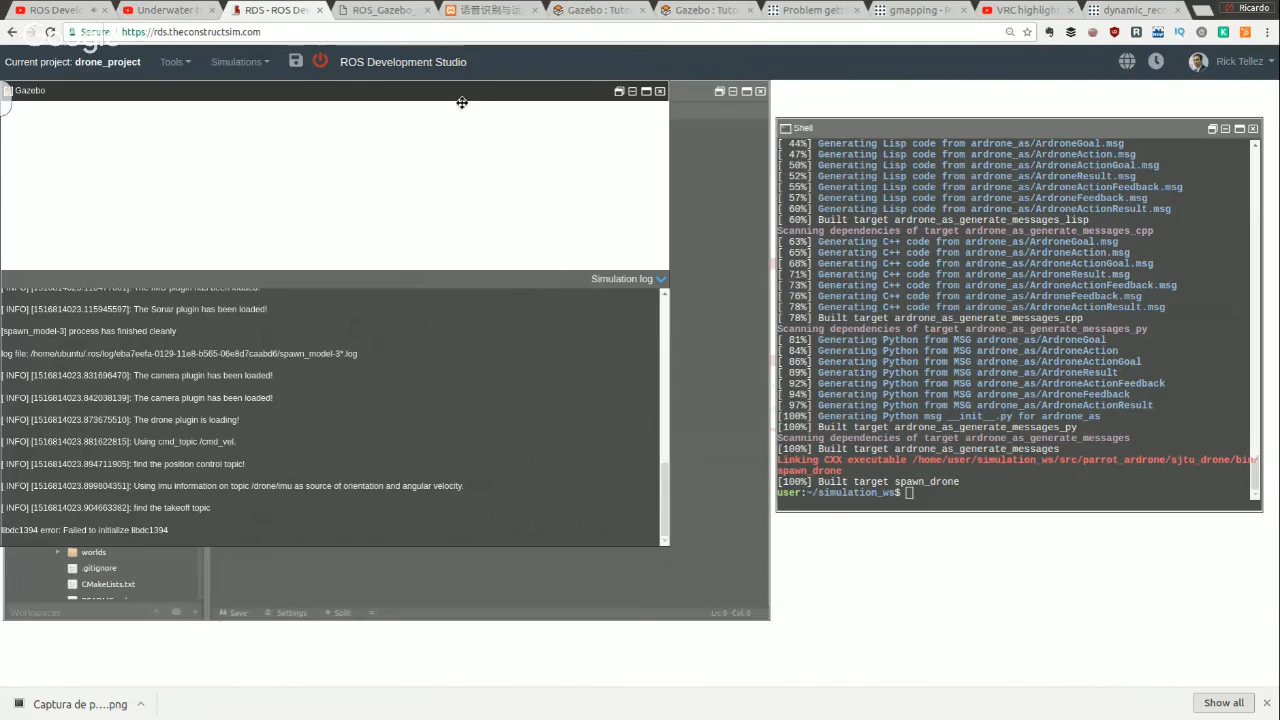 Ricardo
ROS Develo
Underwater t
RDS - ROS De
ROS_Gazebo_
语音识别与运
Gazebo : Tuto
Gazebo : Tuto
Problem gett
gmapping - R
VRC highligh
dynamic_reco
Secure
https://rds.theconstructsim.com
Google
Current project: drone_project
Tools
Simulations
ROS Development Studio
Rick Tellez
Gazebo
Simulation log
[ INFO] [1516814023.115945597]: The Sonar plugin has been loaded!
[spawn_model-3] process has finished cleanly
log file: /home/ubuntu/.ros/log/eba7eefa-0129-11e8-b565-06e8d7caabd6/spawn_model-3*.log
[ INFO] [1516814023.831696470]: The camera plugin has been loaded!
[ INFO] [1516814023.842038139]: The camera plugin has been loaded!
[ INFO] [1516814023.873675510]: The drone plugin is loading!
[ INFO] [1516814023.881622815]: Using cmd_topic /cmd_vel.
[ INFO] [1516814023.894711905]: find the position control topic!
[ INFO] [1516814023.899804351]: Using imu information on topic /drone/imu as source of orientation and angular velocity.
[ INFO] [1516814023.904663382]: find the takeoff topic
libdc1394 error: Failed to initialize libdc1394
worlds
.gitignore
CMakeLists.txt
Workspaces
Save
Settings
Split:
Ln: 0 - Col: 0
Shell
[ 44%] Generating Lisp code from ardrone_as/ArdroneGoal.msg
[ 47%] Generating Lisp code from ardrone_as/ArdroneAction.msg
[ 50%] Generating Lisp code from ardrone_as/ArdroneActionGoal.msg
[ 52%] Generating Lisp code from ardrone_as/ArdroneResult.msg
[ 55%] Generating Lisp code from ardrone_as/ArdroneActionFeedback.msg
[ 57%] Generating Lisp code from ardrone_as/ArdroneFeedback.msg
[ 60%] Generating Lisp code from ardrone_as/ArdroneActionResult.msg
[ 60%] Built target ardrone_as_generate_messages_lisp
Scanning dependencies of target ardrone_as_generate_messages_cpp
[ 63%] Generating C++ code from ardrone_as/ArdroneGoal.msg
[ 65%] Generating C++ code from ardrone_as/ArdroneAction.msg
[ 68%] Generating C++ code from ardrone_as/ArdroneActionGoal.msg
[ 71%] Generating C++ code from ardrone_as/ArdroneResult.msg
[ 73%] Generating C++ code from ardrone_as/ArdroneActionFeedback.msg
[ 76%] Generating C++ code from ardrone_as/ArdroneFeedback.msg
[ 78%] Generating C++ code from ardrone_as/ArdroneActionResult.msg
[ 78%] Built target ardrone_as_generate_messages_cpp
Scanning dependencies of target ardrone_as_generate_messages_py
[ 81%] Generating Python from MSG ardrone_as/ArdroneGoal
[ 84%] Generating Python from MSG ardrone_as/ArdroneAction
[ 86%] Generating Python from MSG ardrone_as/ArdroneActionGoal
[ 89%] Generating Python from MSG ardrone_as/ArdroneResult
[ 92%] Generating Python from MSG ardrone_as/ArdroneActionFeedback
[ 94%] Generating Python from MSG ardrone_as/ArdroneFeedback
[ 97%] Generating Python from MSG ardrone_as/ArdroneActionResult
[100%] Generating Python msg __init__.py for ardrone_as
[100%] Built target ardrone_as_generate_messages_py
Scanning dependencies of target ardrone_as_generate_messages
[100%] Built target ardrone_as_generate_messages
Linking CXX executable /home/user/simulation_ws/src/parrot_ardrone/sjtu_drone/bin/
spawn_drone
[100%] Built target spawn_drone
user:~/simulation_ws$
Captura de p....png
Show all